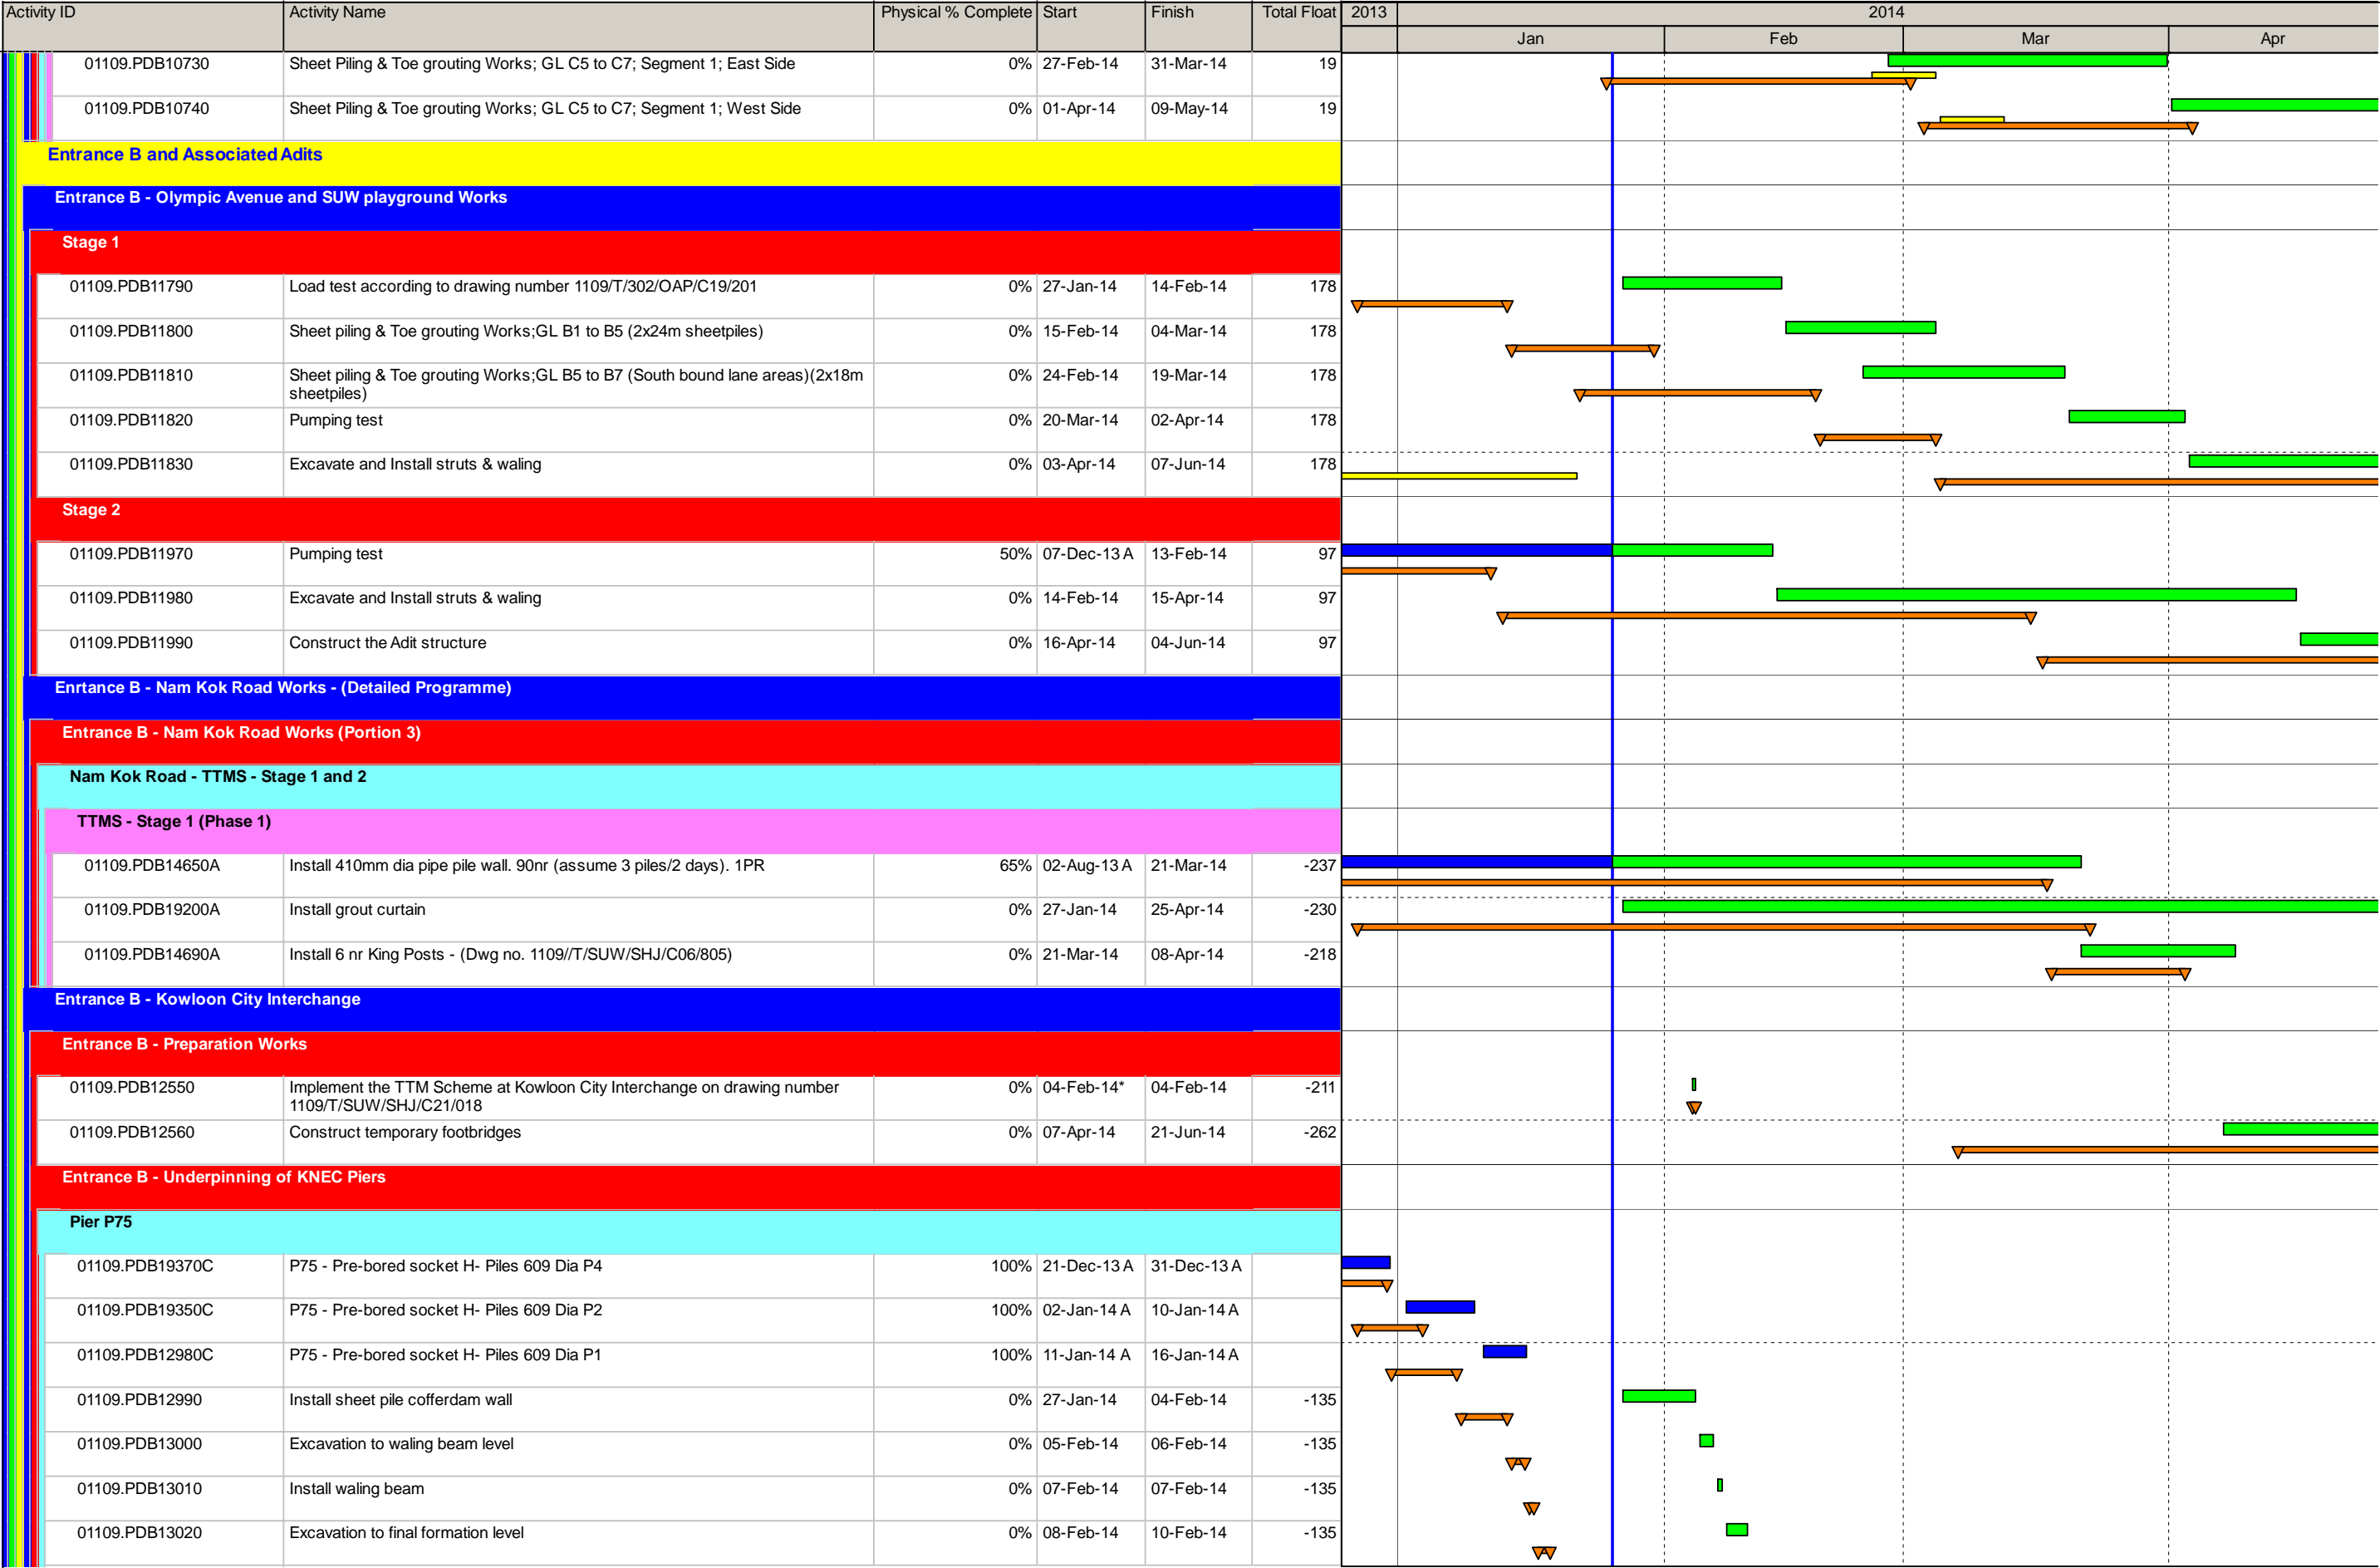 Activity ID Activity Name Physical % Complete Start Finish Total Float 2013 2014
Jan Feb Mar Apr
01109.PDB10730 Sheet Piling & Toe grouting Works; GL C5 to C7; Segment 1; East Side 0% 27-Feb-14 31-Mar-14 19
01109.PDB10740 Sheet Piling & Toe grouting Works; GL C5 to C7; Segment 1; West Side 0% 01-Apr-14 09-May-14 19
Entrance B and Associated Adits
Entrance B - Olympic Avenue and SUW playground Works
Stage 1
01109.PDB11790 Load test according to drawing number 1109/T/302/OAP/C19/201 0% 27-Jan-14 14-Feb-14 178
01109.PDB11800 Sheet piling & Toe grouting Works;GL B1 to B5 (2x24m sheetpiles) 0% 15-Feb-14 04-Mar-14 178
01109.PDB11810 Sheet piling & Toe grouting Works;GL B5 to B7 (South bound lane areas)(2x18m 0% 24-Feb-14 19-Mar-14 178
sheetpiles)
01109.PDB11820 Pumping test 0% 20-Mar-14 02-Apr-14 178
01109.PDB11830 Excavate and Install struts & waling 0% 03-Apr-14 07-Jun-14 178
Stage 2
01109.PDB11970 Pumping test 50% 07-Dec-13 A 13-Feb-14 97
01109.PDB11980 Excavate and Install struts & waling 0% 14-Feb-14 15-Apr-14 97
01109.PDB11990 Construct the Adit structure 0% 16-Apr-14 04-Jun-14 97
Enrtance B - Nam Kok Road Works - (Detailed Programme)
Entrance B - Nam Kok Road Works (Portion 3)
Nam Kok Road - TTMS - Stage 1 and 2
TTMS - Stage 1 (Phase 1)
01109.PDB14650A Install 410mm dia pipe pile wall. 90nr (assume 3 piles/2 days). 1PR 65% 02-Aug-13 A 21-Mar-14 -237
01109.PDB19200A Install grout curtain 0% 27-Jan-14 25-Apr-14 -230
01109.PDB14690A Install 6 nr King Posts - (Dwg no. 1109//T/SUW/SHJ/C06/805) 0% 21-Mar-14 08-Apr-14 -218
Entrance B - Kowloon City Interchange
Entrance B - Preparation Works
01109.PDB12550 Implement the TTM Scheme at Kowloon City Interchange on drawing number 0% 04-Feb-14* 04-Feb-14 -211
1109/T/SUW/SHJ/C21/018
01109.PDB12560 Construct temporary footbridges 0% 07-Apr-14 21-Jun-14 -262
Entrance B - Underpinning of KNEC Piers
Pier P75
01109.PDB19370C P75 - Pre-bored socket H- Piles 609 Dia P4 100% 21-Dec-13 A 31-Dec-13 A
01109.PDB19350C P75 - Pre-bored socket H- Piles 609 Dia P2 100% 02-Jan-14 A 10-Jan-14 A
01109.PDB12980C P75 - Pre-bored socket H- Piles 609 Dia P1 100% 11-Jan-14 A 16-Jan-14 A
01109.PDB12990 Install sheet pile cofferdam wall 0% 27-Jan-14 04-Feb-14 -135
01109.PDB13000 Excavation to waling beam level 0% 05-Feb-14 06-Feb-14 -135
01109.PDB13010 Install waling beam 0% 07-Feb-14 07-Feb-14 -135
01109.PDB13020 Excavation to final formation level 0% 08-Feb-14 10-Feb-14 -135